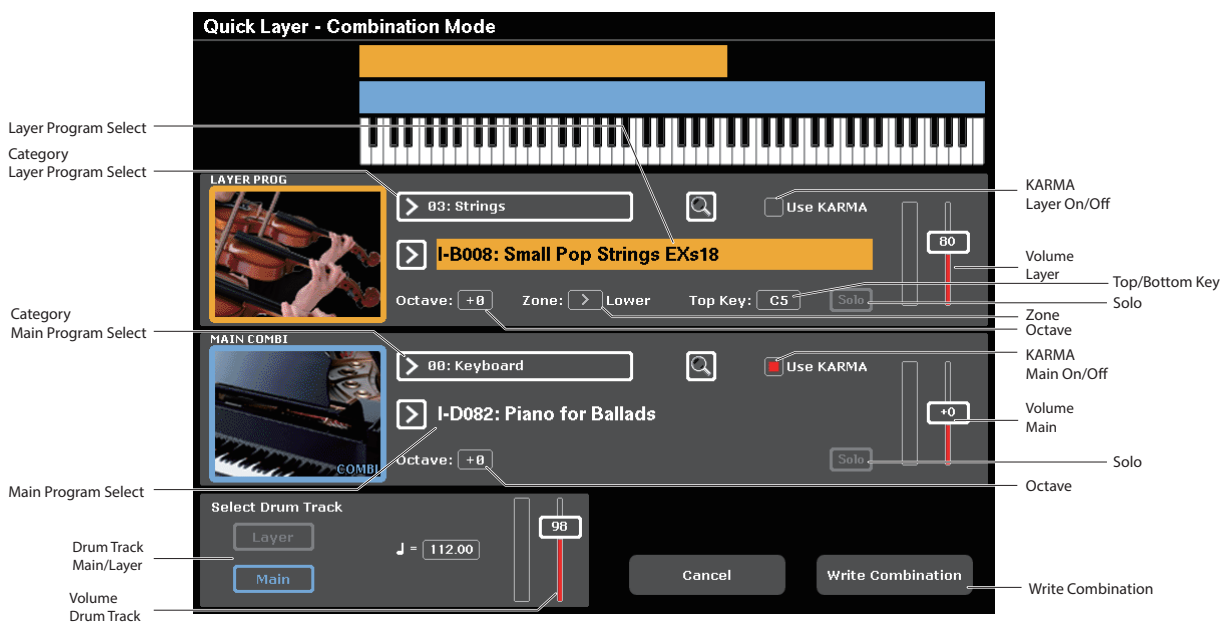 Quick Layer - Combination Mode
Layer Program Select
Category
Layer Program Select
LAYER PROG
03: Strings
Use KARMA
KARMA
Layer On/Off
I-B008: Small Pop Strings EXs18
80
Volume
Layer
Octave: +0 Zone: > Lower Top Key: C5 Solo
Top/Bottom Key
Solo
Zone
Octave
Category
Main Program Select
MAIN COMBI
00: Keyboard
Use KARMA
KARMA
Main On/Off
I-D082: Piano for Ballads
+0
Volume
Main
COMBI
Octave: +0
Solo
Solo
Octave
Main Program Select
Select Drum Track
Layer
Main
♩ = 112.00
98
Drum Track
Main/Layer
Volume
Drum Track
Cancel
Write Combination
Write Combination